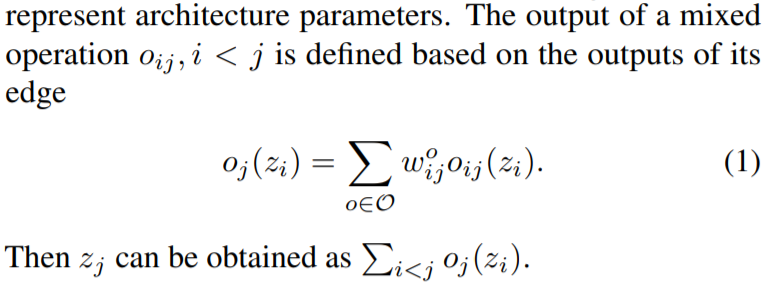 represent architecture parameters. The output of a mixed
operation $o_{ij}, i < j$ is defined based on the outputs of its
edge
$o_j(z_i) = \sum_{o \in \mathcal{O}} w_{ij}^{o} o_{ij}(z_i).$ (1)
Then $z_j$ can be obtained as $\sum_{i<j} o_j(z_i)$.